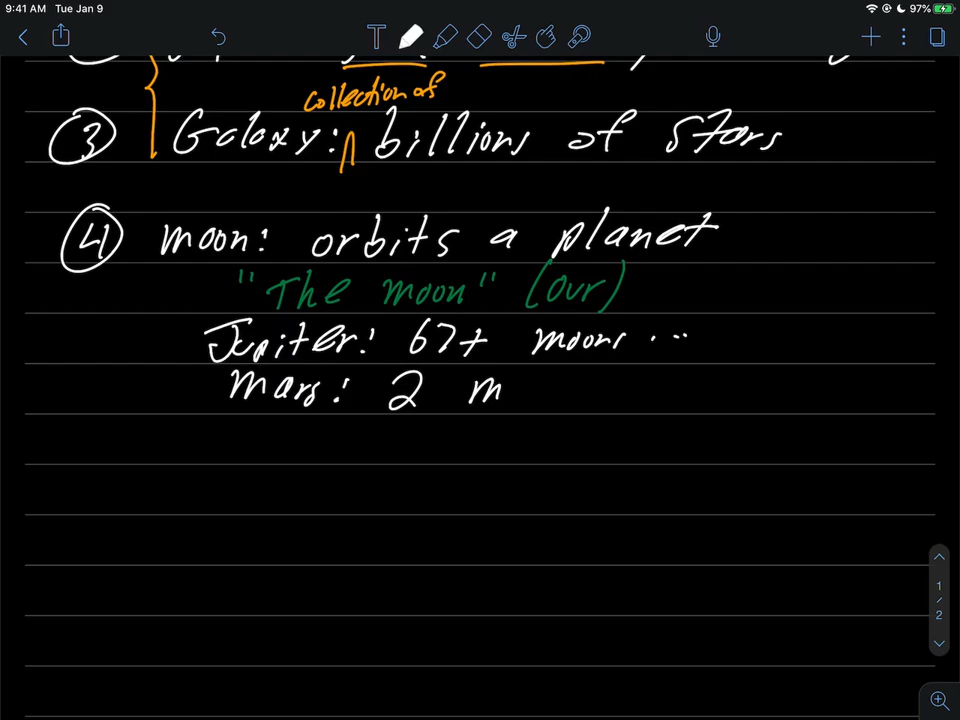 9:41 AM Tue Jan 9 97%
T
collection of
③ Galaxy: ^ billions of stars
④ moon: orbits a planet
"The moon" (our)
Jupiter: 67+ moons ...
mars: 2 m
1
/
2